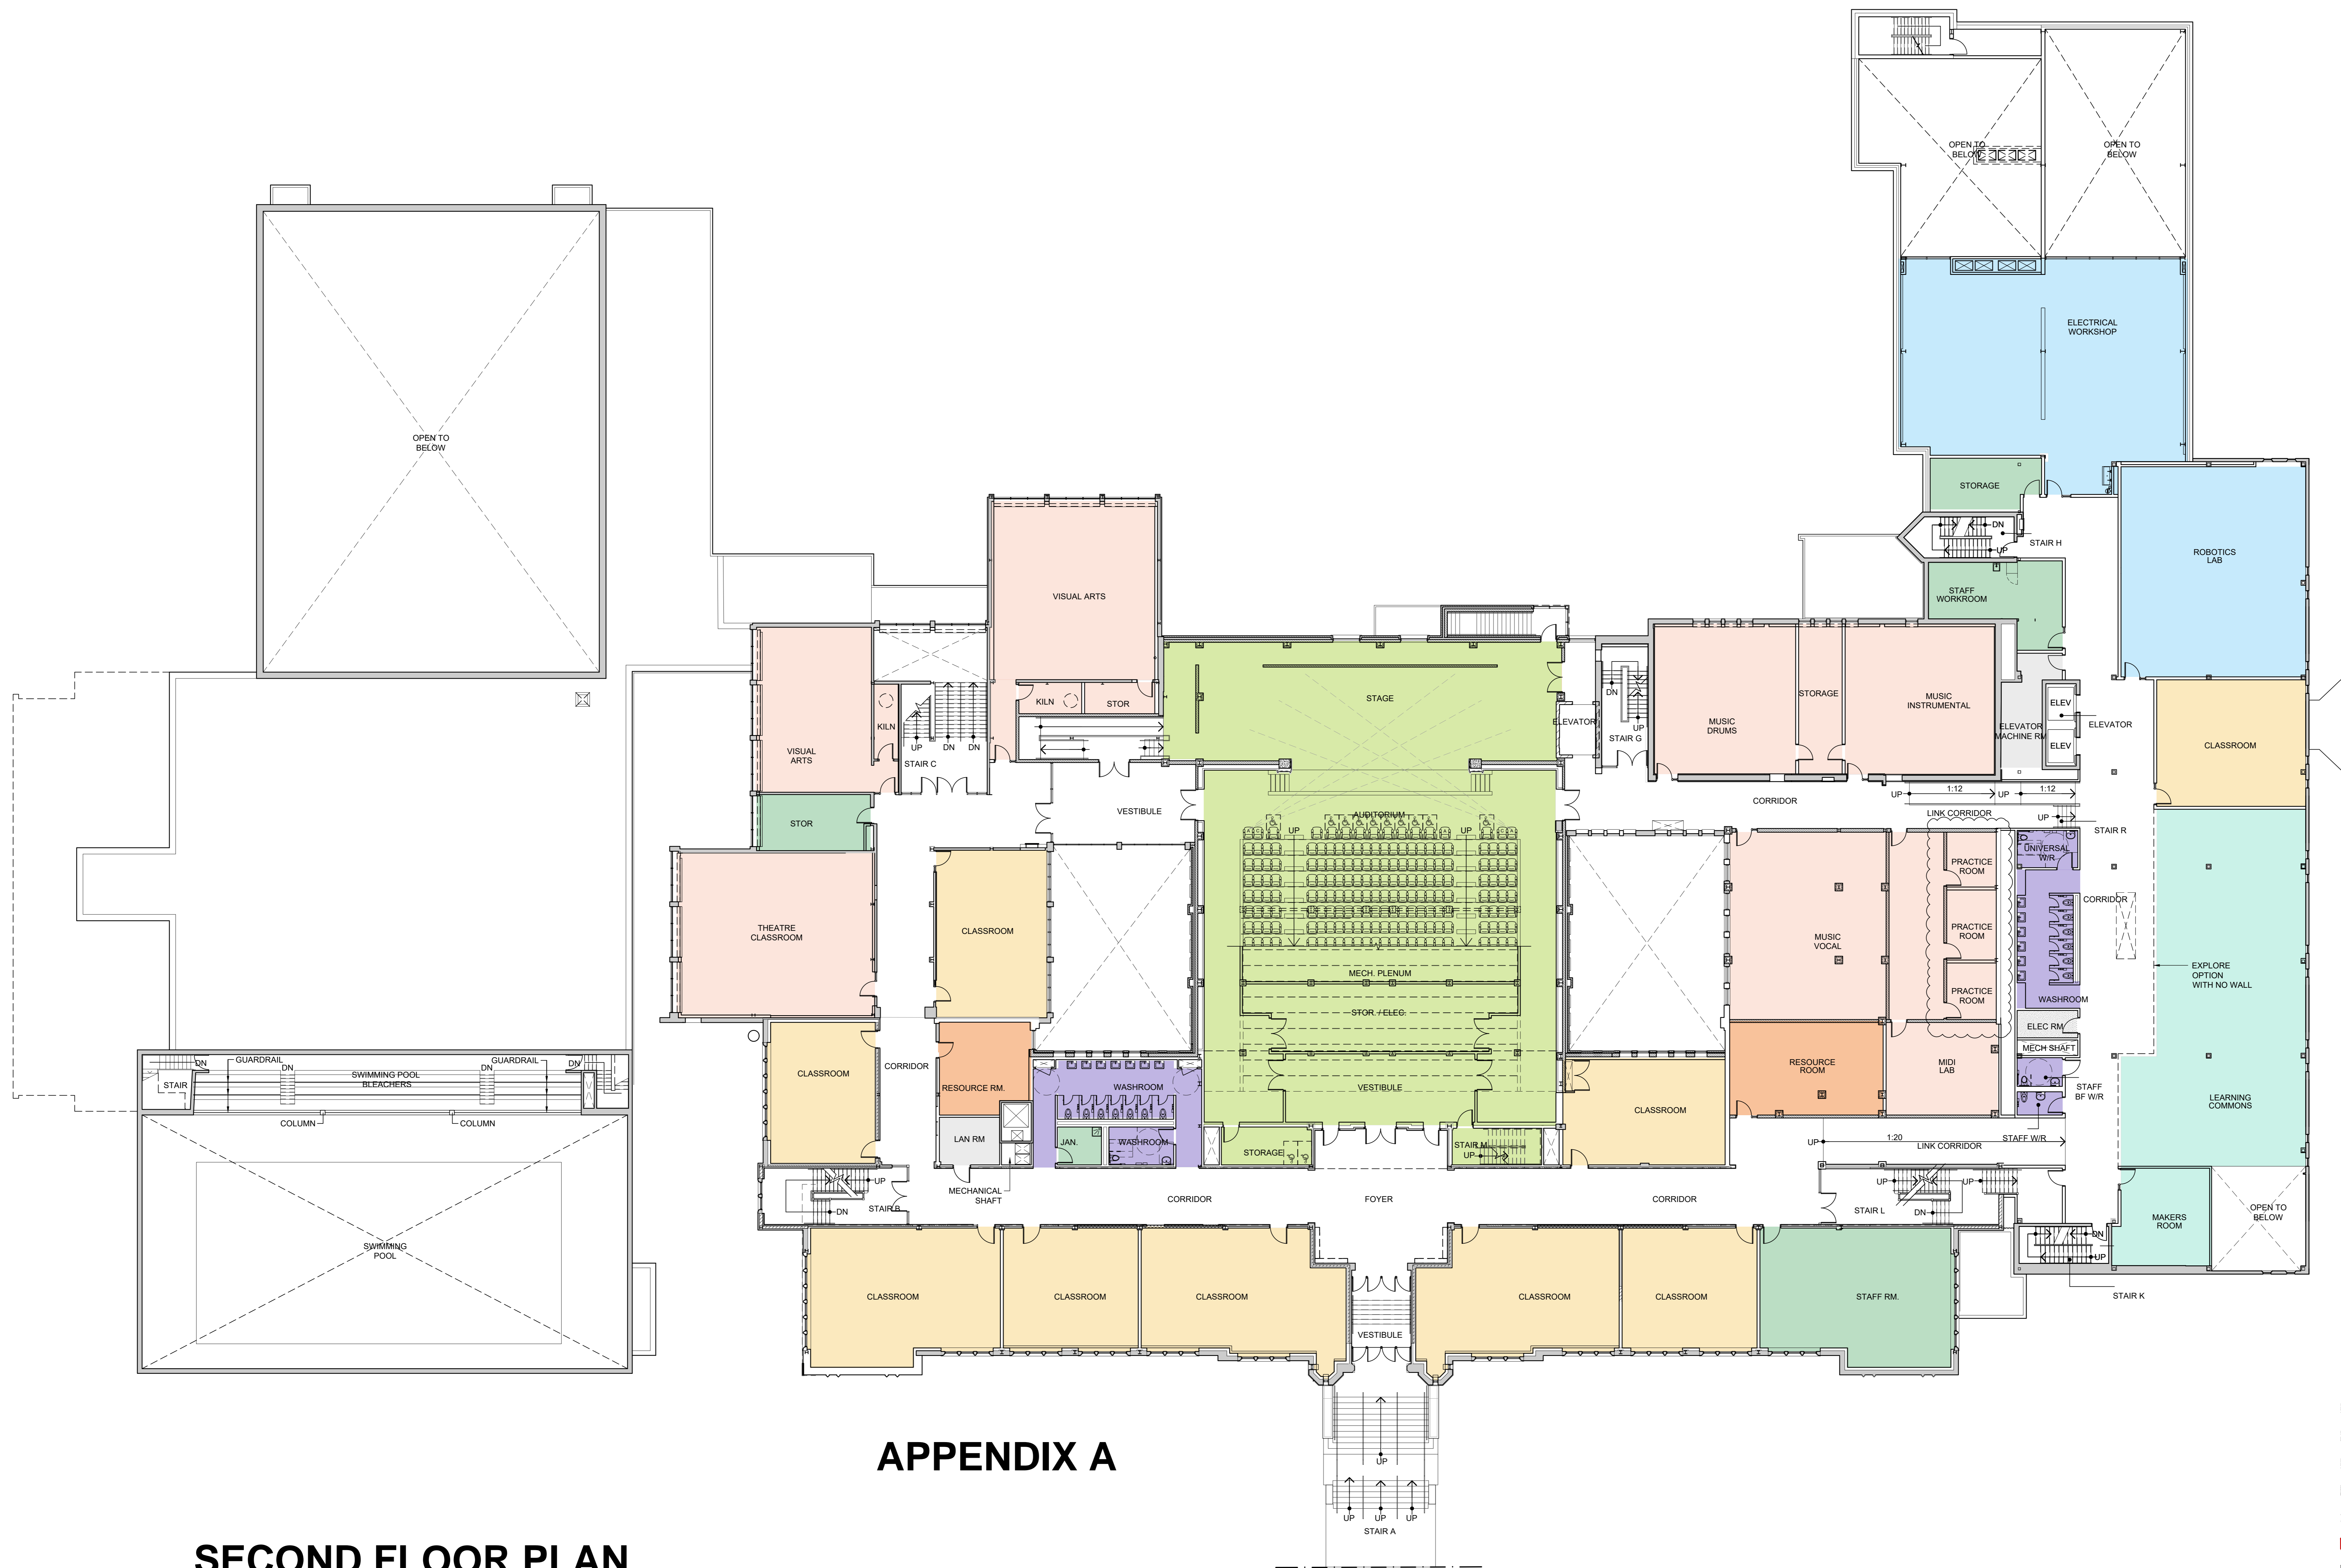 OPEN TO
BELOW
OPEN TO
BELOW
ELECTRICAL
WORKSHOP
OPEN TO
BELOW
STORAGE
DN
UP
STAIR H
ROBOTICS
LAB
STAFF
WORKROOM
VISUAL ARTS
KILN
STOR
KILN
UP
DN
DN
STAIR C
VISUAL
ARTS
STAGE
ELEVATOR
DN
UP
STAIR G
MUSIC
DRUMS
STORAGE
MUSIC
INSTRUMENTAL
ELEVATOR
MACHINE RM
ELEV
ELEV
ELEVATOR
CLASSROOM
STOR
VESTIBULE
AUDITORIUM
UP
UP
CORRIDOR
UP
1:12
UP
1:12
LINK CORRIDOR
UP
STAIR R
THEATRE
CLASSROOM
CLASSROOM
MUSIC
VOCAL
PRACTICE
ROOM
PRACTICE
ROOM
PRACTICE
ROOM
UNIVERSAL
W/R
CORRIDOR
WASHROOM
EXPLORE
OPTION
WITH NO WALL
MECH. PLENUM
STOR. / ELEC.
VESTIBULE
ELEC RM
MECH SHAFT
STAFF
BF W/R
LEARNING
COMMONS
DN
GUARDRAIL
DN
SWIMMING POOL
BLEACHERS
GUARDRAIL
DN
DN
STAIR
COLUMN
COLUMN
CLASSROOM
CORRIDOR
RESOURCE RM.
WASHROOM
CLASSROOM
RESOURCE
ROOM
MIDI
LAB
LAN RM
JAN.
WASHROOM
STORAGE
STAIR M
UP
UP
1:20
LINK CORRIDOR
STAFF W/R
UP
DN
STAIR B
MECHANICAL
SHAFT
CORRIDOR
FOYER
CORRIDOR
UP
UP
DN
STAIR L
MAKERS
ROOM
OPEN TO
BELOW
DN
UP
STAIR K
SWIMMING
POOL
CLASSROOM
CLASSROOM
CLASSROOM
VESTIBULE
CLASSROOM
CLASSROOM
STAFF RM.
UP
UP
UP
UP
STAIR A
APPENDIX A
SECOND FLOOR PLAN